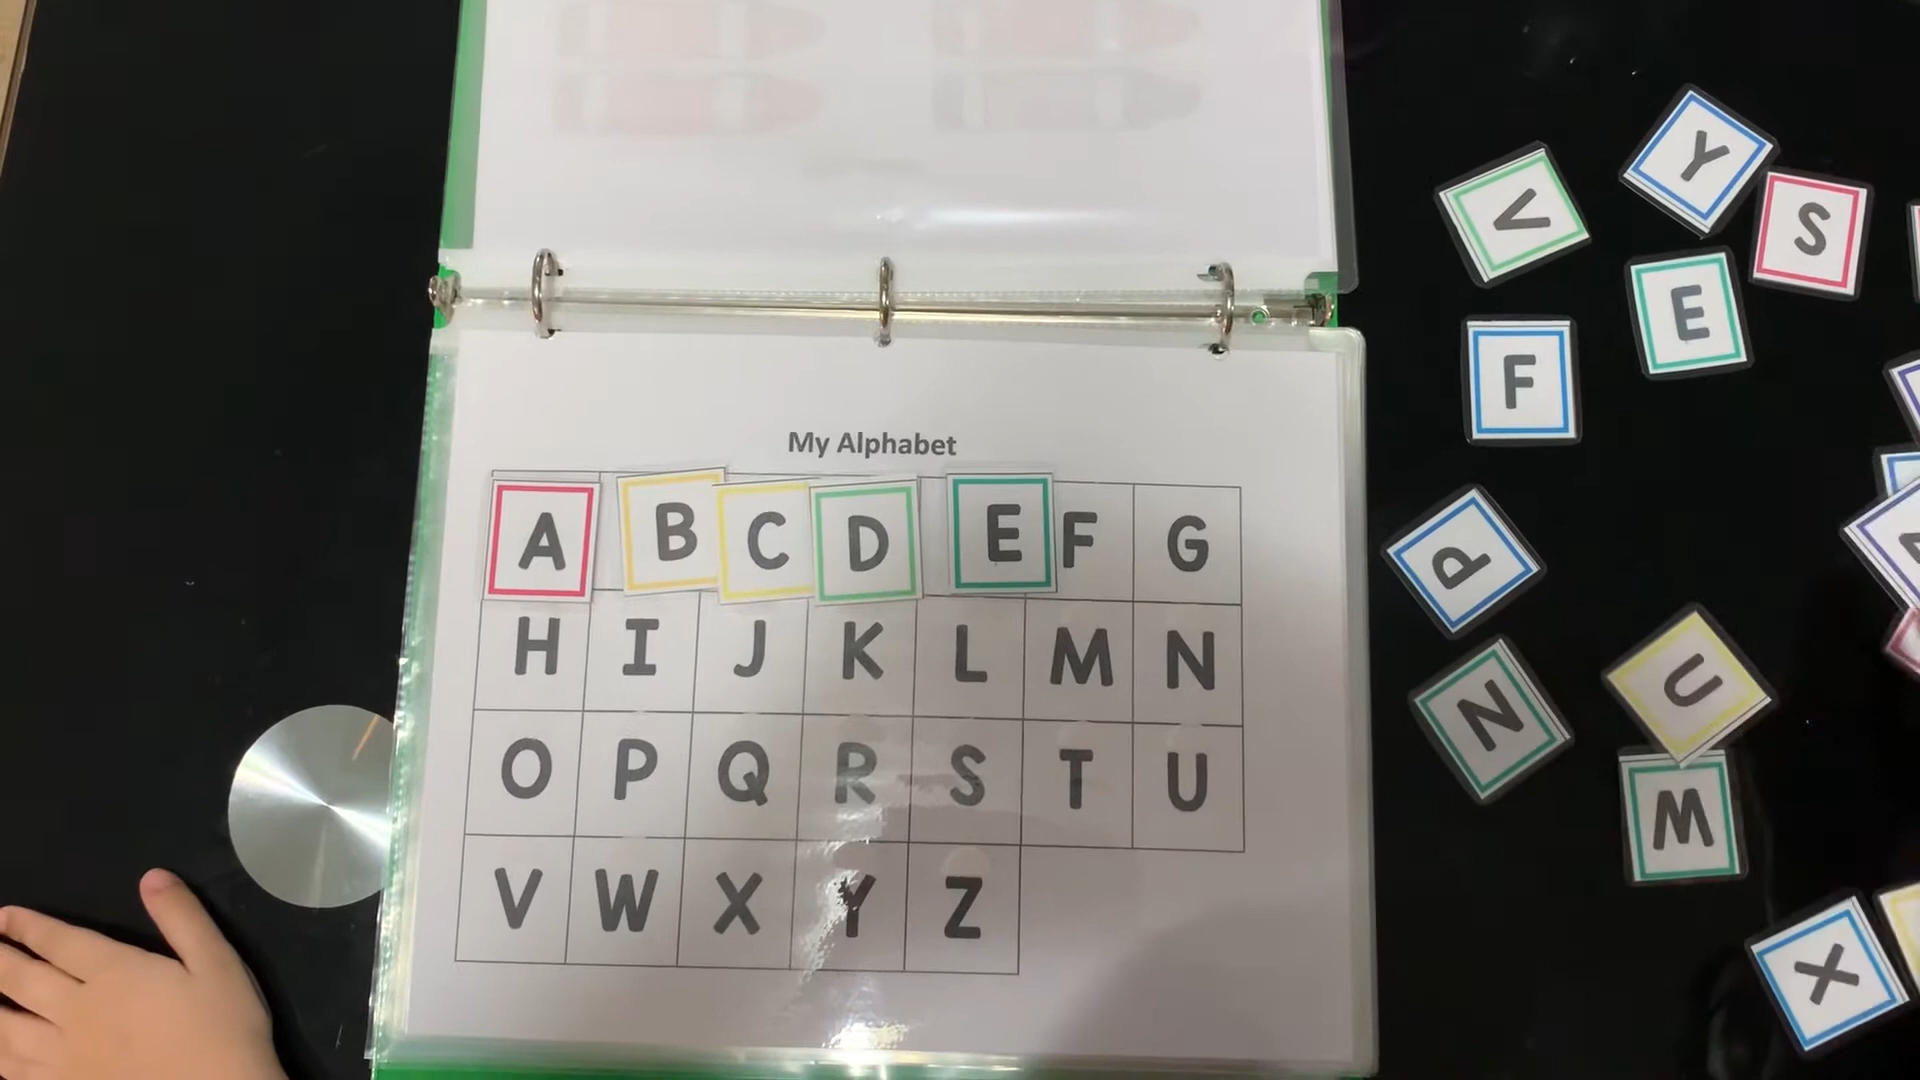 My Alphabet
A B C D E F G
H I J K L M N
O P Q R S T U
V W X Y Z
Y
V
S
E
F
P
N
U
M
X